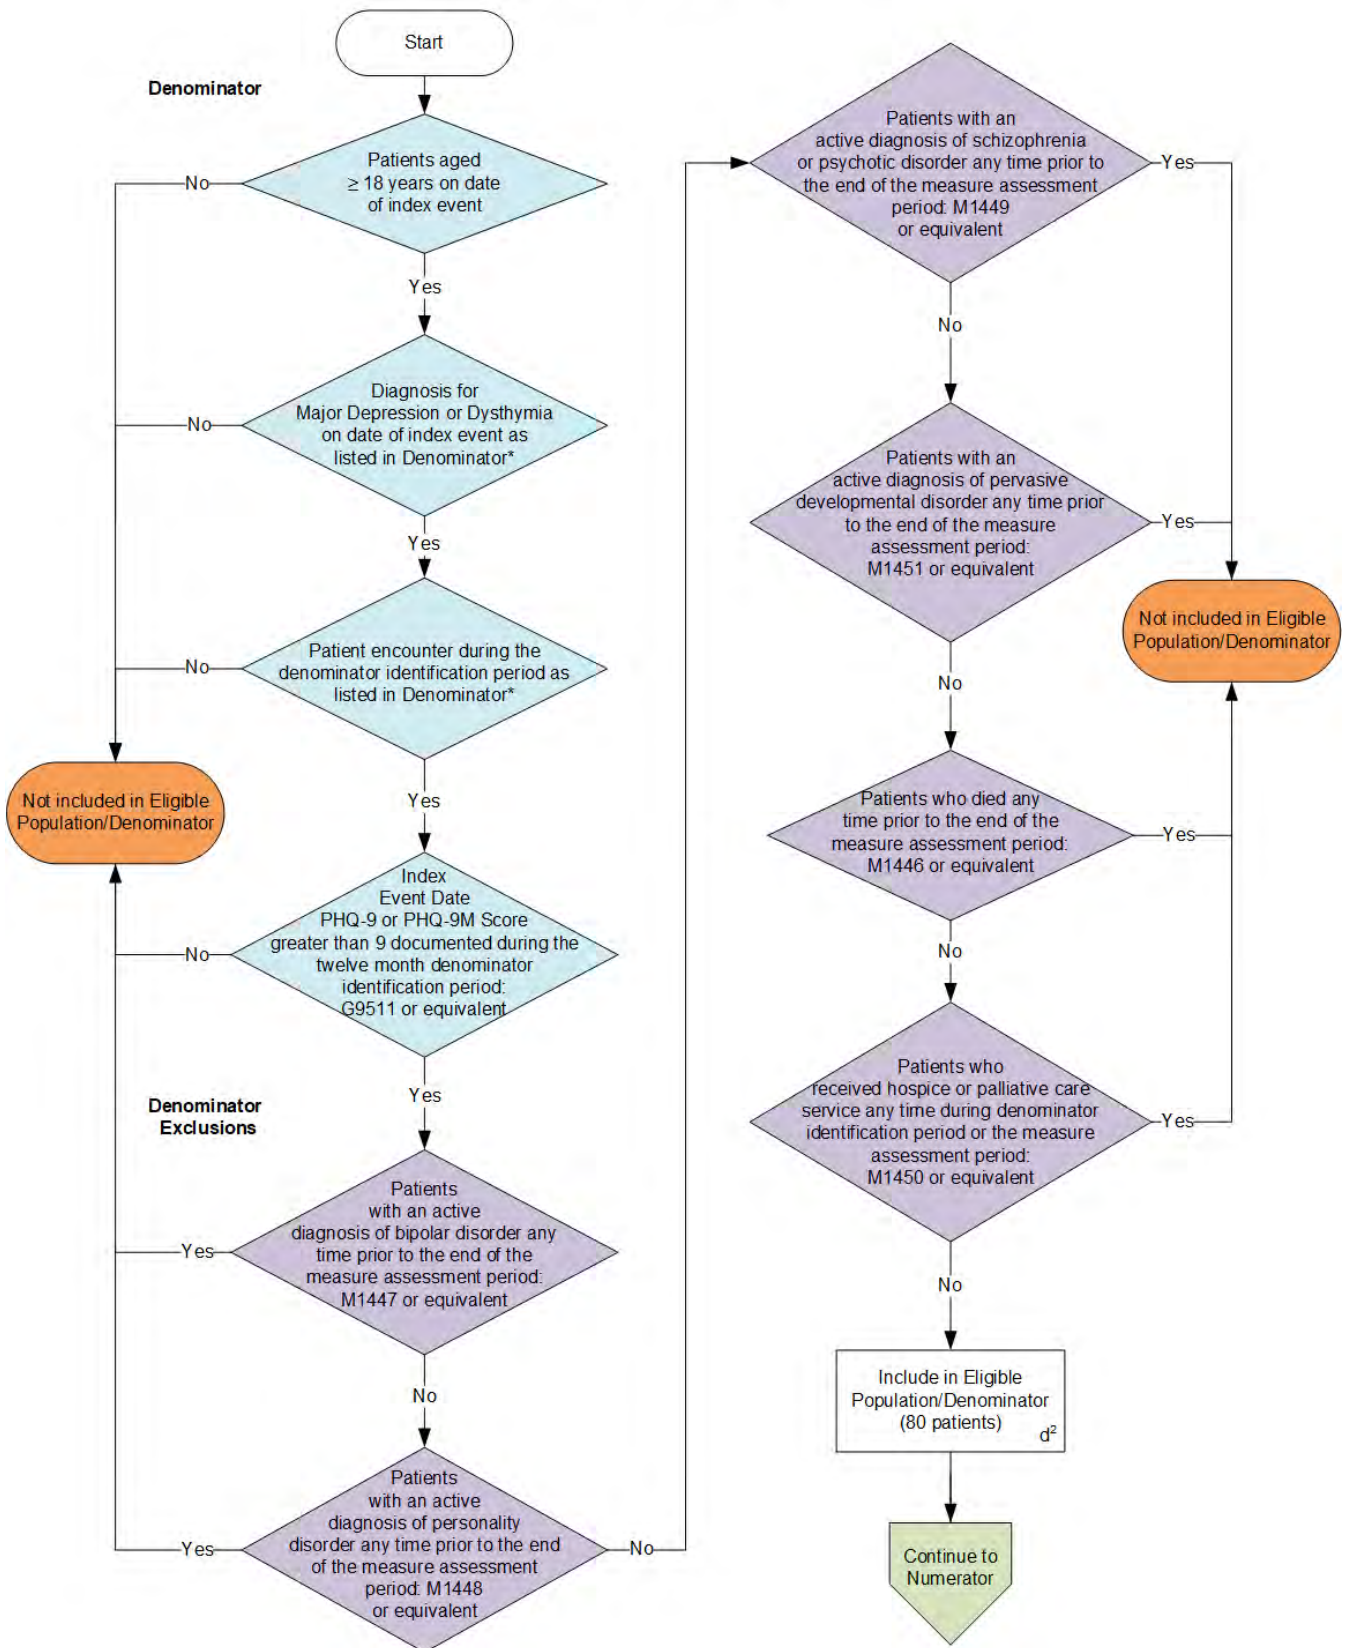 Start
Denominator
Patients aged
≥ 18 years on date
of index event
No
Yes
Diagnosis for
Major Depression or Dysthymia
on date of index event as
listed in Denominator*
No
Yes
Patient encounter during the
denominator identification period as
listed in Denominator*
No
Yes
Not included in Eligible
Population/Denominator
Index
Event Date
PHQ-9 or PHQ-9M Score
greater than 9 documented during the
twelve month denominator
identification period:
G9511 or equivalent
No
Yes
Denominator
Exclusions
Patients
with an active
diagnosis of bipolar disorder any
time prior to the end of the
measure assessment period:
M1447 or equivalent
Yes
No
Patients
with an active
diagnosis of personality
disorder any time prior to the end
of the measure assessment
period: M1448
or equivalent
Yes
No
Patients with an
active diagnosis of schizophrenia
or psychotic disorder any time prior to
the end of the measure assessment
period: M1449
or equivalent
Yes
No
Patients with an
active diagnosis of pervasive
developmental disorder any time prior
to the end of the measure
assessment period:
M1451 or equivalent
Yes
Not included in Eligible
Population/Denominator
No
Patients who died any
time prior to the end of the
measure assessment period:
M1446 or equivalent
Yes
No
Patients who
received hospice or palliative care
service any time during denominator
identification period or the measure
assessment period:
M1450 or equivalent
Yes
No
Include in Eligible
Population/Denominator
(80 patients)
d²
Continue to
Numerator